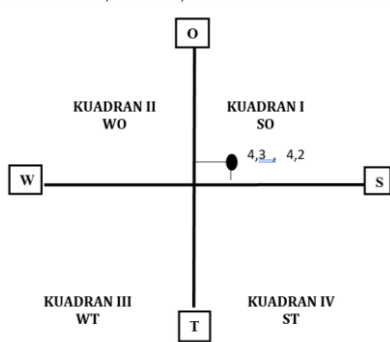 O
KUADRAN II
WO
KUADRAN I
SO
4,3 , 4,2
W
S
KUADRAN III
WT
KUADRAN IV
ST
T